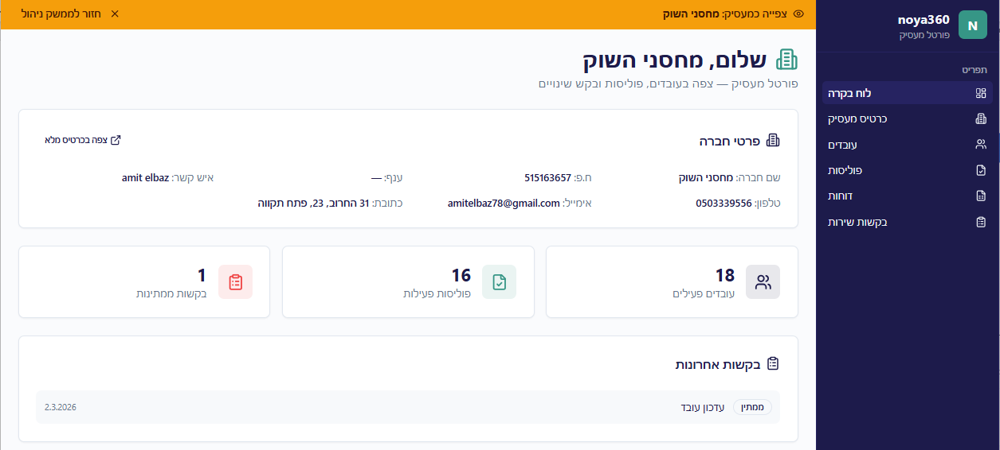 noya360
N
פורטל מעסיק
תפריט
לוח בקרה
כרטיס מעסיק
עובדים
פוליסות
דוחות
בקשות שירות
צפייה כמעסיק: מחסני השוק
חזור לממשק ניהול
שלום, מחסני השוק
פורטל מעסיק — צפה בעובדים, פוליסות ובקש שינויים
פרטי חברה
צפה בכרטיס מלא
שם חברה: מחסני השוק
ח.פ: 515163657
ענף: —
איש קשר: amit elbaz
טלפון: 0503339556
אימייל: amitelbaz78@gmail.com
כתובת: 31 החרוב, 23, פתח תקווה
18
עובדים פעילים
16
פוליסות פעילות
1
בקשות ממתינות
בקשות אחרונות
ממתין עדכון עובד 2.3.2026